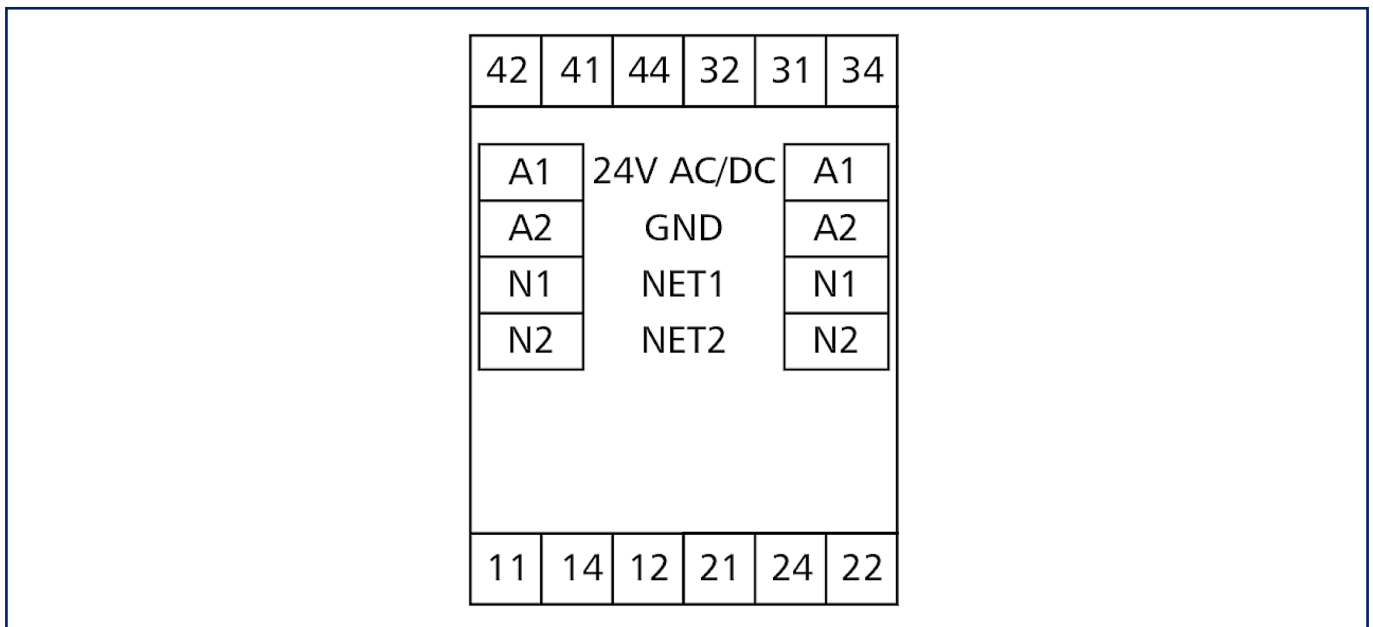 42 41 44 32 31 34
A1 24V AC/DC A1
A2 GND A2
N1 NET1 N1
N2 NET2 N2
11 14 12 21 24 22